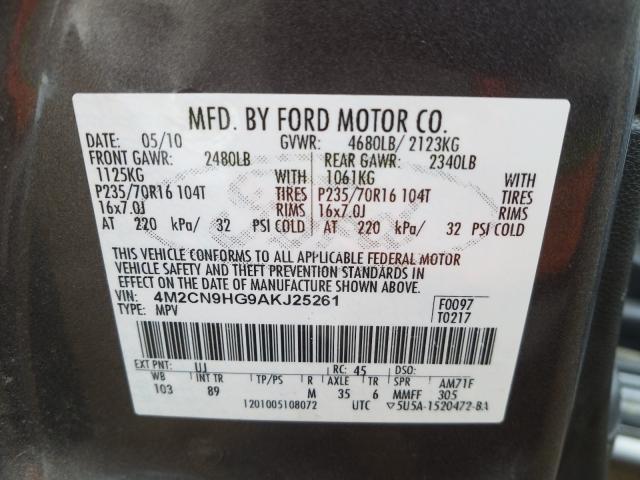 MFD. BY FORD MOTOR CO.
DATE: 05/10 GVWR: 4680LB/ 2123KG
FRONT GAWR: 2480LB REAR GAWR: 2340LB
1125KG WITH 1061KG WITH
P235/70R16 104T TIRES P235/70R16 104T TIRES
16x7.0J RIMS 16x7.0J RIMS
AT 220 kPa/ 32 PSI COLD AT 220 kPa/ 32 PSI COLD
THIS VEHICLE CONFORMS TO ALL APPLICABLE FEDERAL MOTOR
VEHICLE SAFETY AND THEFT PREVENTION STANDARDS IN
EFFECT ON THE DATE OF MANUFACTURE SHOWN ABOVE.
VIN: 4M2CN9HG9AKJ25261 F0097
TYPE: MPV T0217
EXT PNT: UJ RC: 45 DSO:
WB INT TR TP/PS R AXLE TR SPR AM71F
103 89 M 35 6 MMFF 305
1201005108072 UTC ▽5U5A-1520472-BA